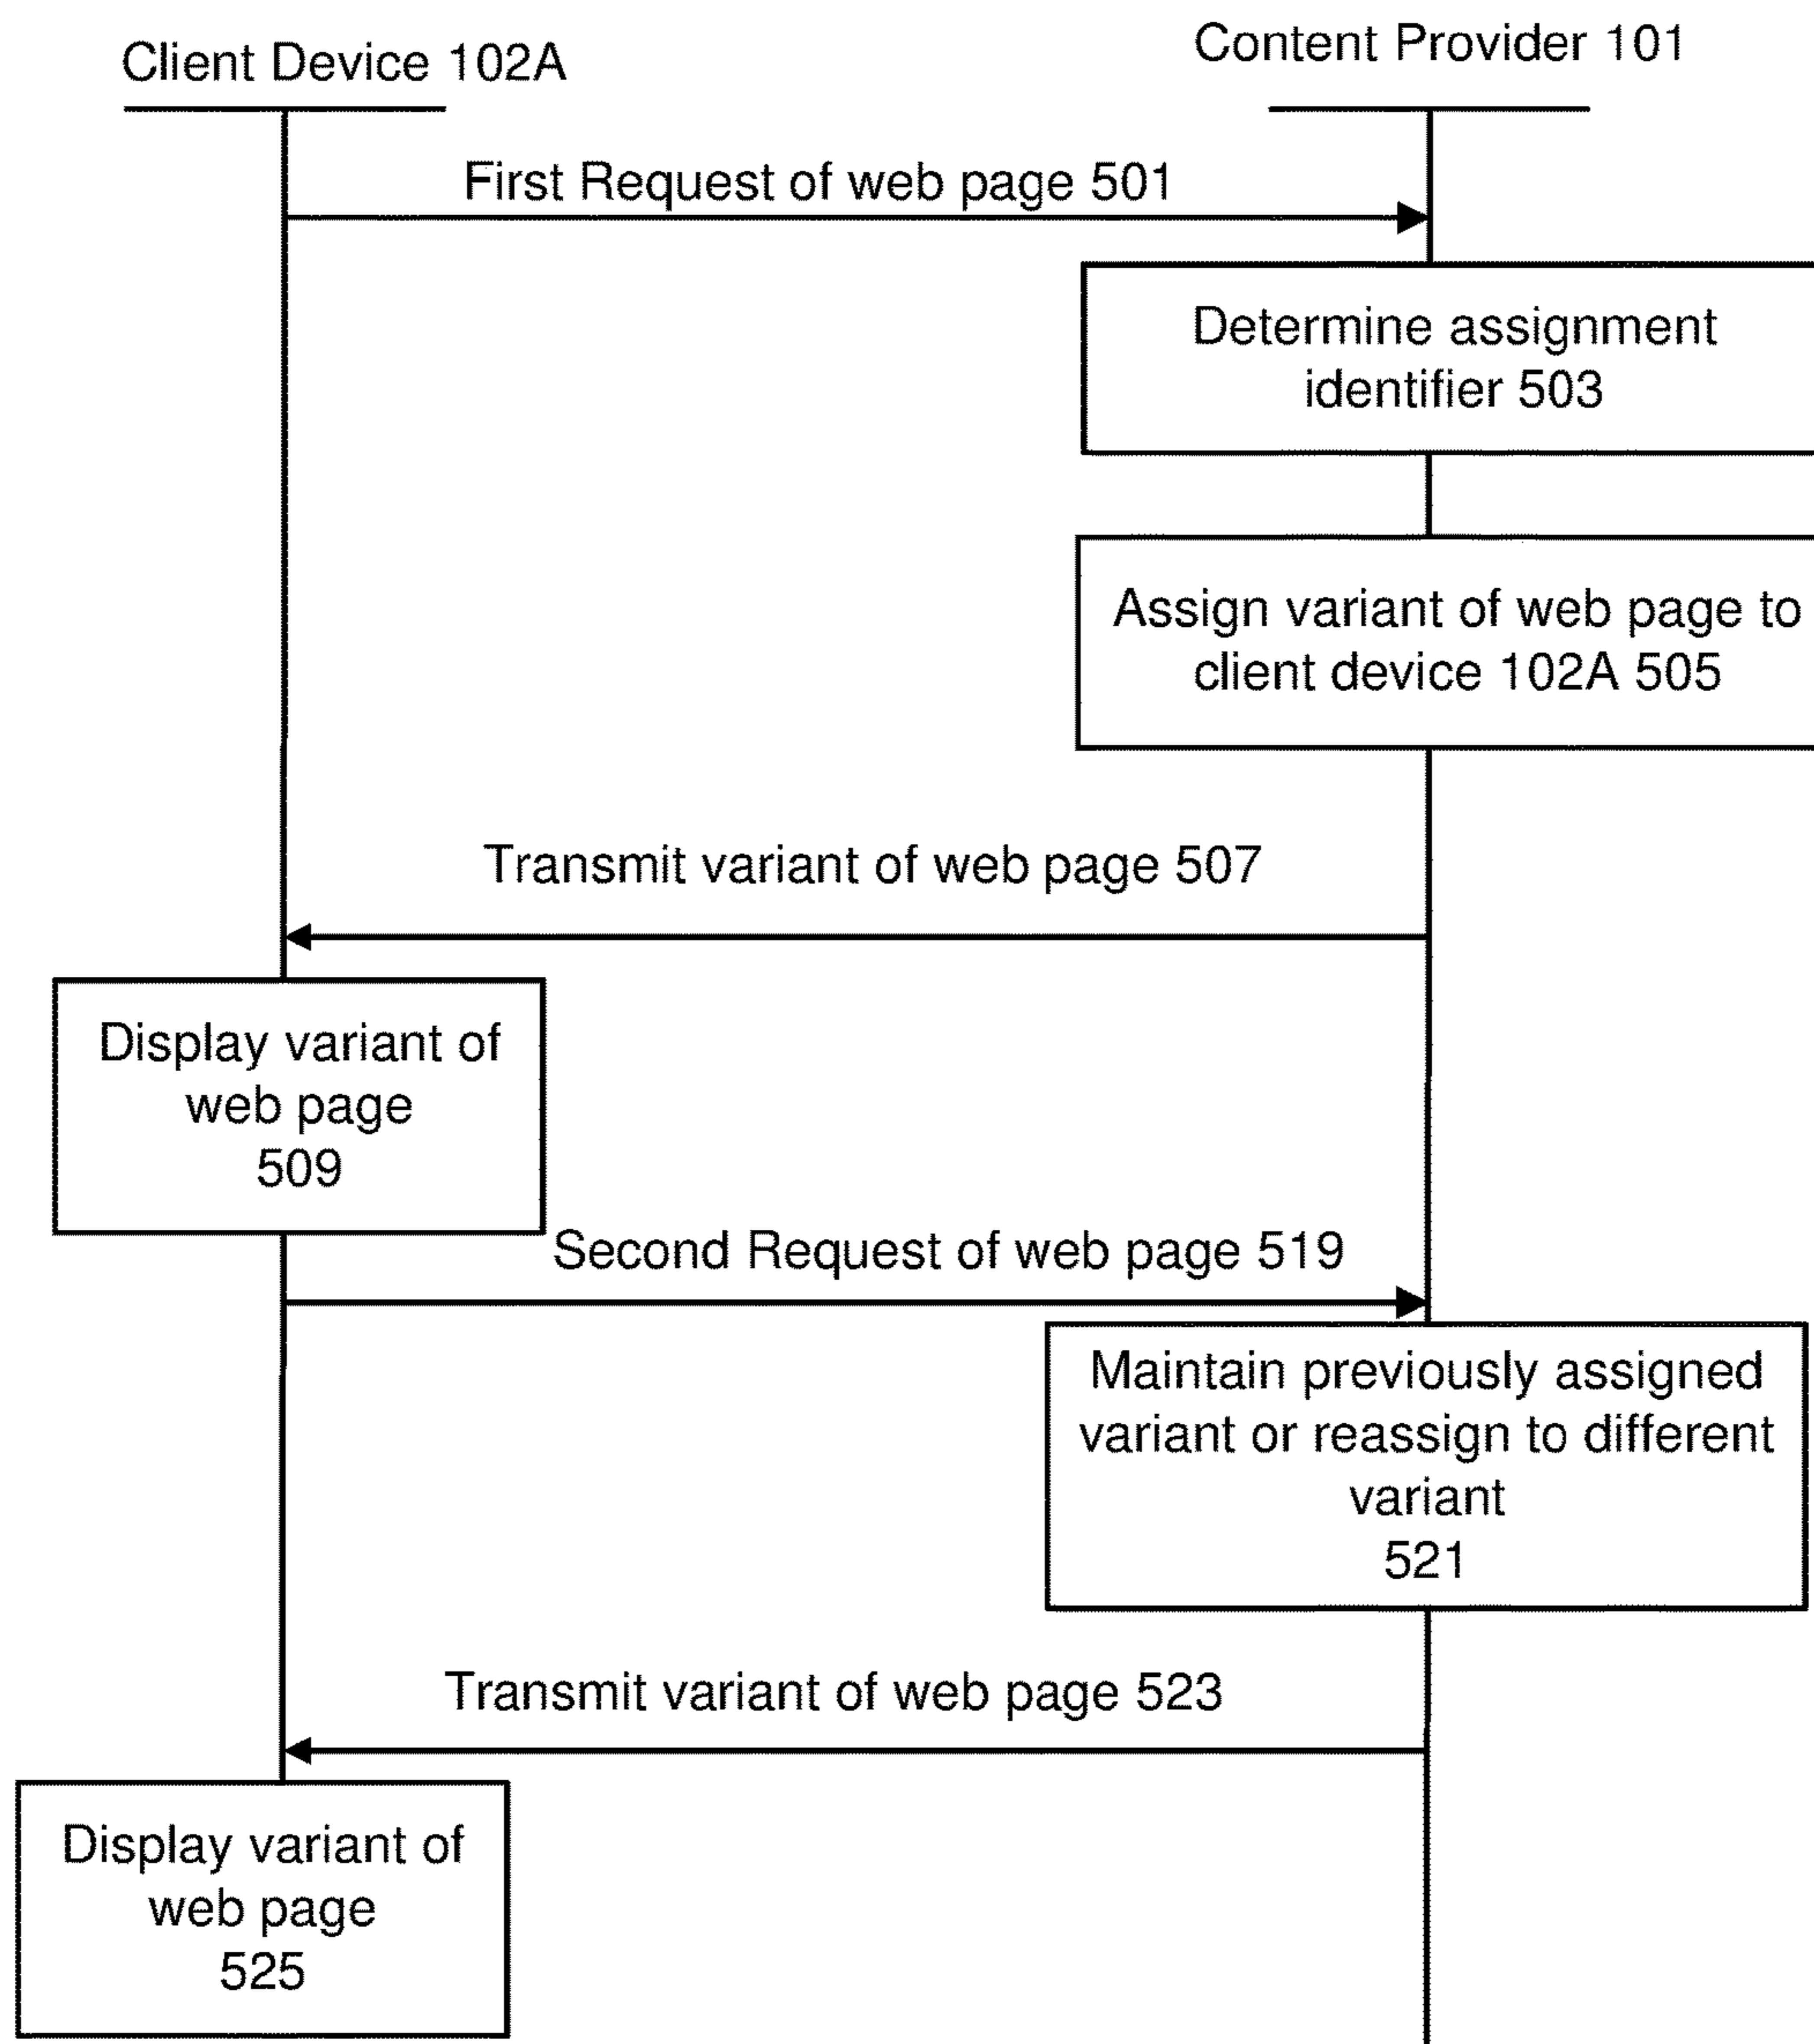 Client Device 102A
Content Provider 101
First Request of web page 501
Determine assignment
identifier 503
Assign variant of web page to
client device 102A 505
Transmit variant of web page 507
Display variant of
web page
509
Second Request of web page 519
Maintain previously assigned
variant or reassign to different
variant
521
Transmit variant of web page 523
Display variant of
web page
525